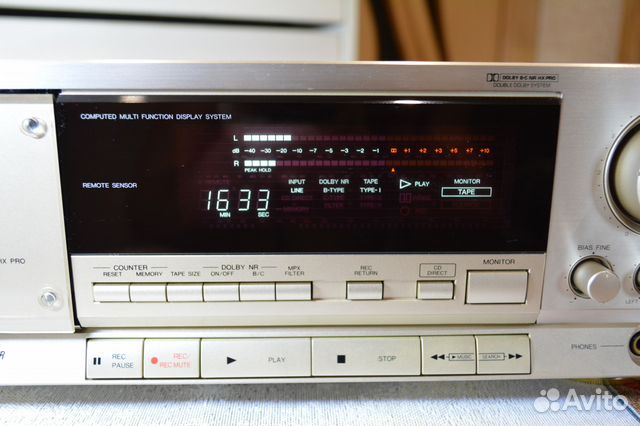 DOLBY B-C NR HX PRO
DOUBLE DOLBY SYSTEM
COMPUTED MULTI FUNCTION DISPLAY SYSTEM
L
dB -40 -30 -20 -10 -7 -5 -3 -2 -1 +1 +3 +5 +7 +10
R
PEAK HOLD
REMOTE SENSOR
INPUT DOLBY NR TAPE
LINE B-TYPE TYPE-I
PLAY
MONITOR
TAPE
16 33
MIN SEC
HX PRO
COUNTER
RESET MEMORY TAPE SIZE
DOLBY NR
ON/OFF B/C
MPX
FILTER
REC
RETURN
CD
DIRECT
MONITOR
BIAS FINE
LEFT
REC
PAUSE
REC/
REC MUTE
PLAY
STOP
MUSIC
SEARCH
PHONES
Avito